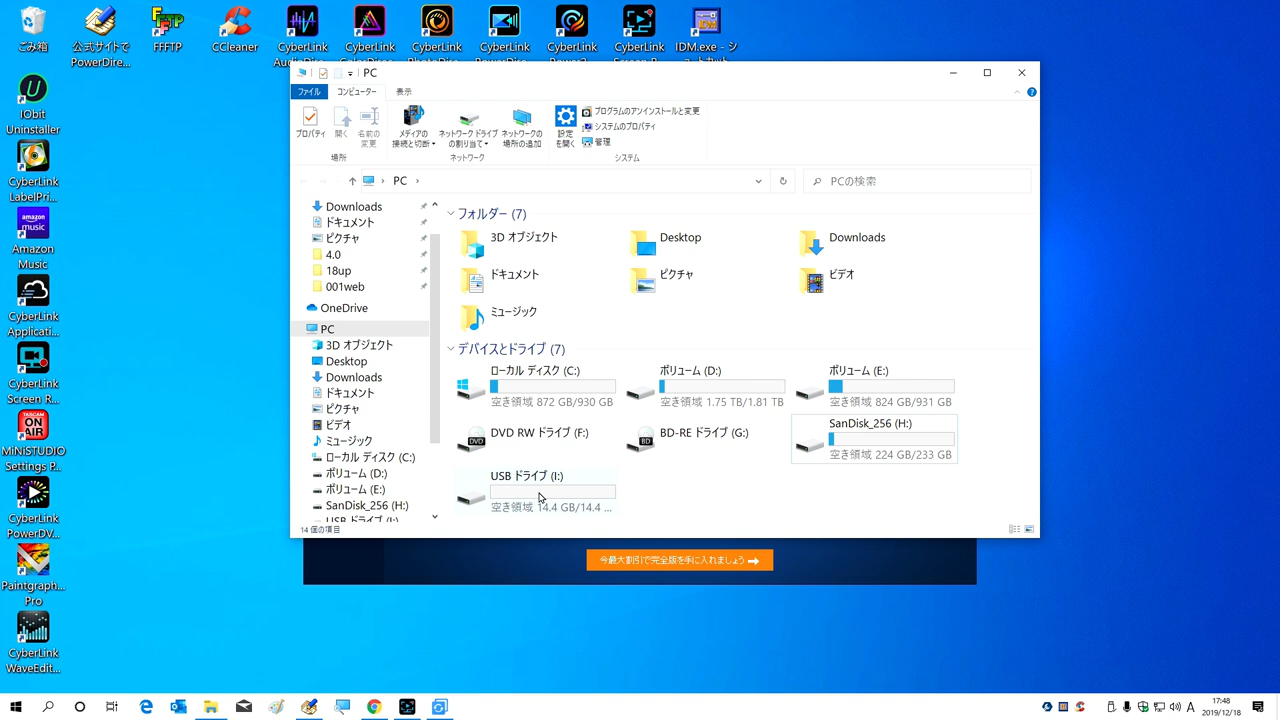 ごみ箱
公式サイトで
PowerDire...
FFFTP
CCleaner
CyberLink
CyberLink
CyberLink
CyberLink
CyberLink
CyberLink
IDM.exe - シ
IObit
Uninstaller
CyberLink
LabelPri...
Amazon
Music
CyberLink
Applicati...
CyberLink
Screen R...
MiNiSTUDIO
Settings P...
CyberLink
PowerDV...
Paintgraph...
Pro
CyberLink
WaveEdit...
PC
ファイル
コンピューター
表示
プロパティ
開く
名前の
変更
メディアの
接続と切断
ネットワーク ドライブ
の割り当て
ネットワークの
場所の追加
設定
を開く
プログラムのアンインストールと変更
システムのプロパティ
管理
場所
ネットワーク
システム
PC
PCの検索
Downloads
ドキュメント
ピクチャ
4.0
18up
001web
OneDrive
PC
3D オブジェクト
Desktop
Downloads
ドキュメント
ピクチャ
ビデオ
ミュージック
ローカル ディスク (C:)
ボリューム (D:)
ボリューム (E:)
SanDisk_256 (H:)
USB ドライブ (I:)
フォルダー (7)
3D オブジェクト
Desktop
Downloads
ドキュメント
ピクチャ
ビデオ
ミュージック
デバイスとドライブ (7)
ローカル ディスク (C:)
空き領域 872 GB/930 GB
ボリューム (D:)
空き領域 1.75 TB/1.81 TB
ボリューム (E:)
空き領域 824 GB/931 GB
DVD RW ドライブ (F:)
BD-RE ドライブ (G:)
SanDisk_256 (H:)
空き領域 224 GB/233 GB
USB ドライブ (I:)
空き領域 14.4 GB/14.4 ...
14 個の項目
今最大割引で完全版を手に入れましょう
A
17:48
2019/12/18